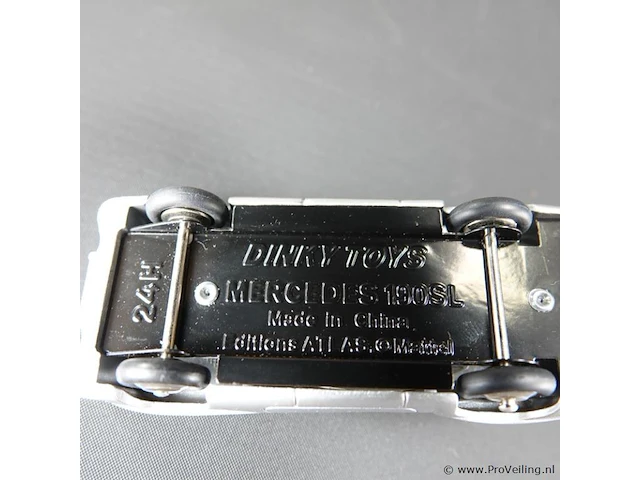 24H
DINKY TOYS
MERCEDES 190SL
Made in China
Editions ATLAS.©Mattel
© www.ProVeiling.nl